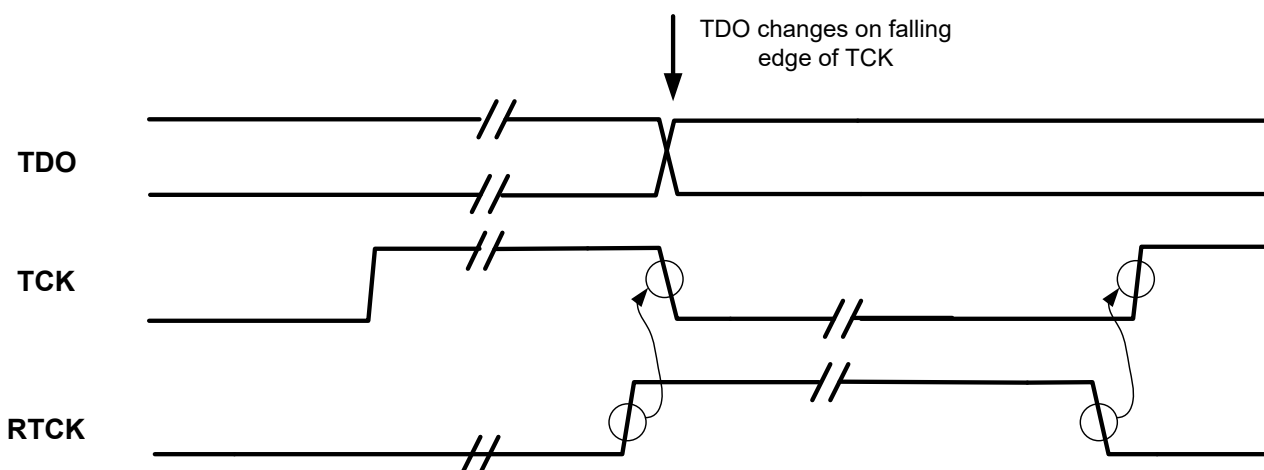 TDO changes on falling
edge of TCK
TDO
TCK
RTCK